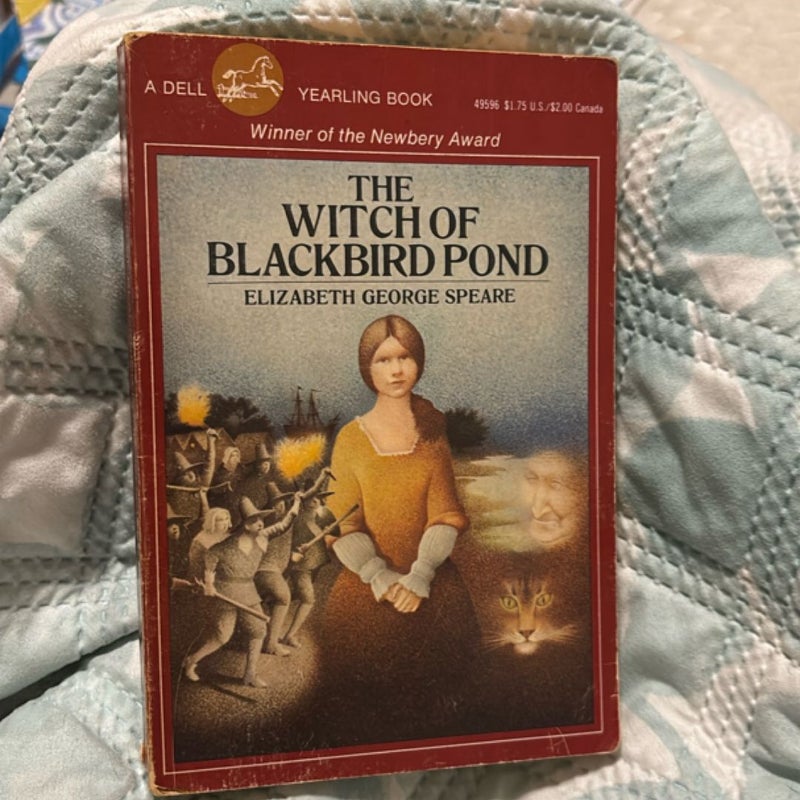 A DELL YEARLING BOOK 49596 $1.75 U.S./$2.00 Canada
Winner of the Newbery Award
THE
WITCH OF
BLACKBIRD POND
ELIZABETH GEORGE SPEARE